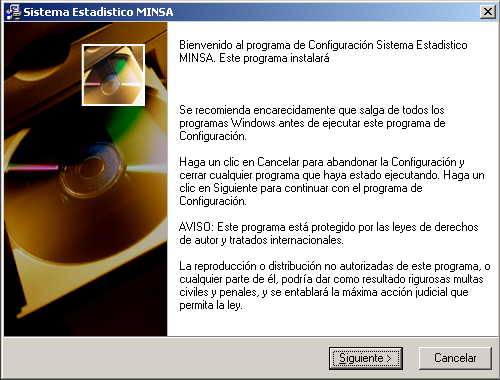 Sistema Estadistico MINSA
Bienvenido al programa de Configuración Sistema Estadistico
MINSA. Este programa instalará
Se recomienda encarecidamente que salga de todos los
programas Windows antes de ejecutar este programa de
Configuración.
Haga un clic en Cancelar para abandonar la Configuración y
cerrar cualquier programa que haya estado ejecutando. Haga un
clic en Siguiente para continuar con el programa de
Configuración.
AVISO: Este programa está protegido por las leyes de derechos
de autor y tratados internacionales.
La reproducción o distribución no autorizadas de este programa, o
cualquier parte de él, podría dar como resultado rigurosas multas
civiles y penales, y se entablará la máxima acción judicial que
permita la ley.
Siguiente >
Cancelar